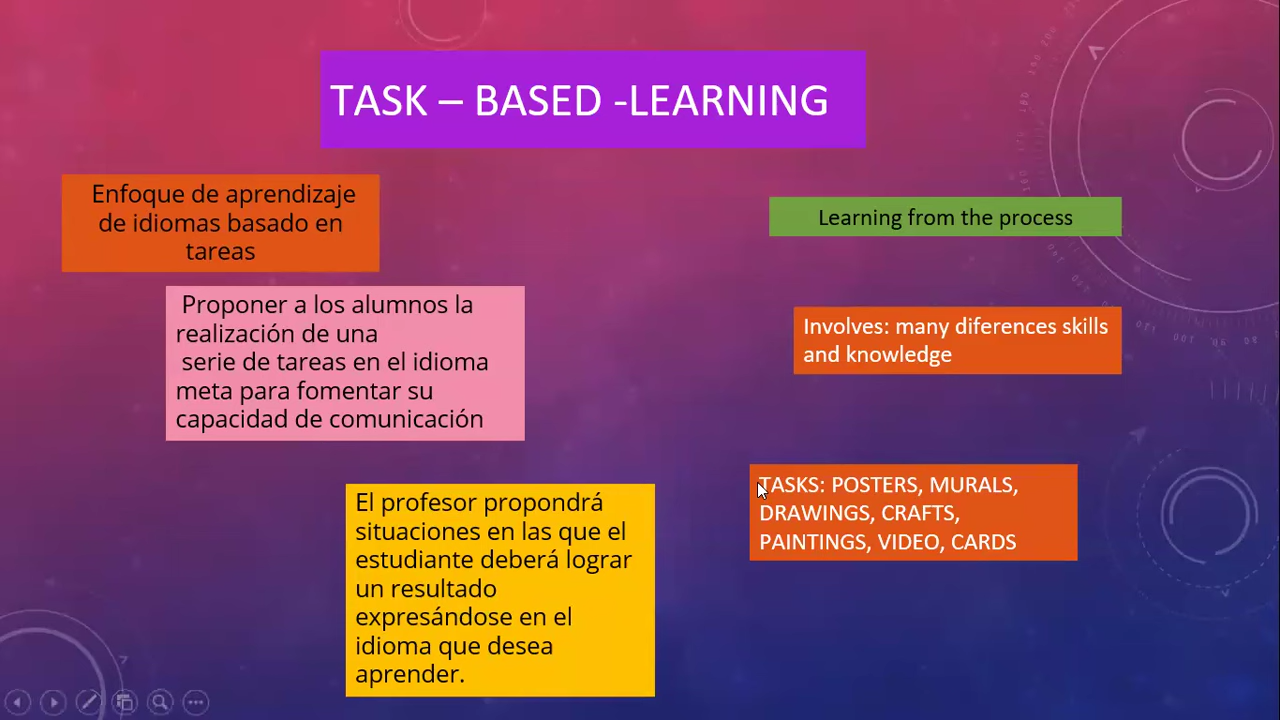 TASK – BASED -LEARNING
Enfoque de aprendizaje
de idiomas basado en
tareas
Proponer a los alumnos la
realización de una
serie de tareas en el idioma
meta para fomentar su
capacidad de comunicación
El profesor propondrá
situaciones en las que el
estudiante deberá lograr
un resultado
expresándose en el
idioma que desea
aprender.
Learning from the process
Involves: many diferences skills
and knowledge
TASKS: POSTERS, MURALS,
DRAWINGS, CRAFTS,
PAINTINGS, VIDEO, CARDS